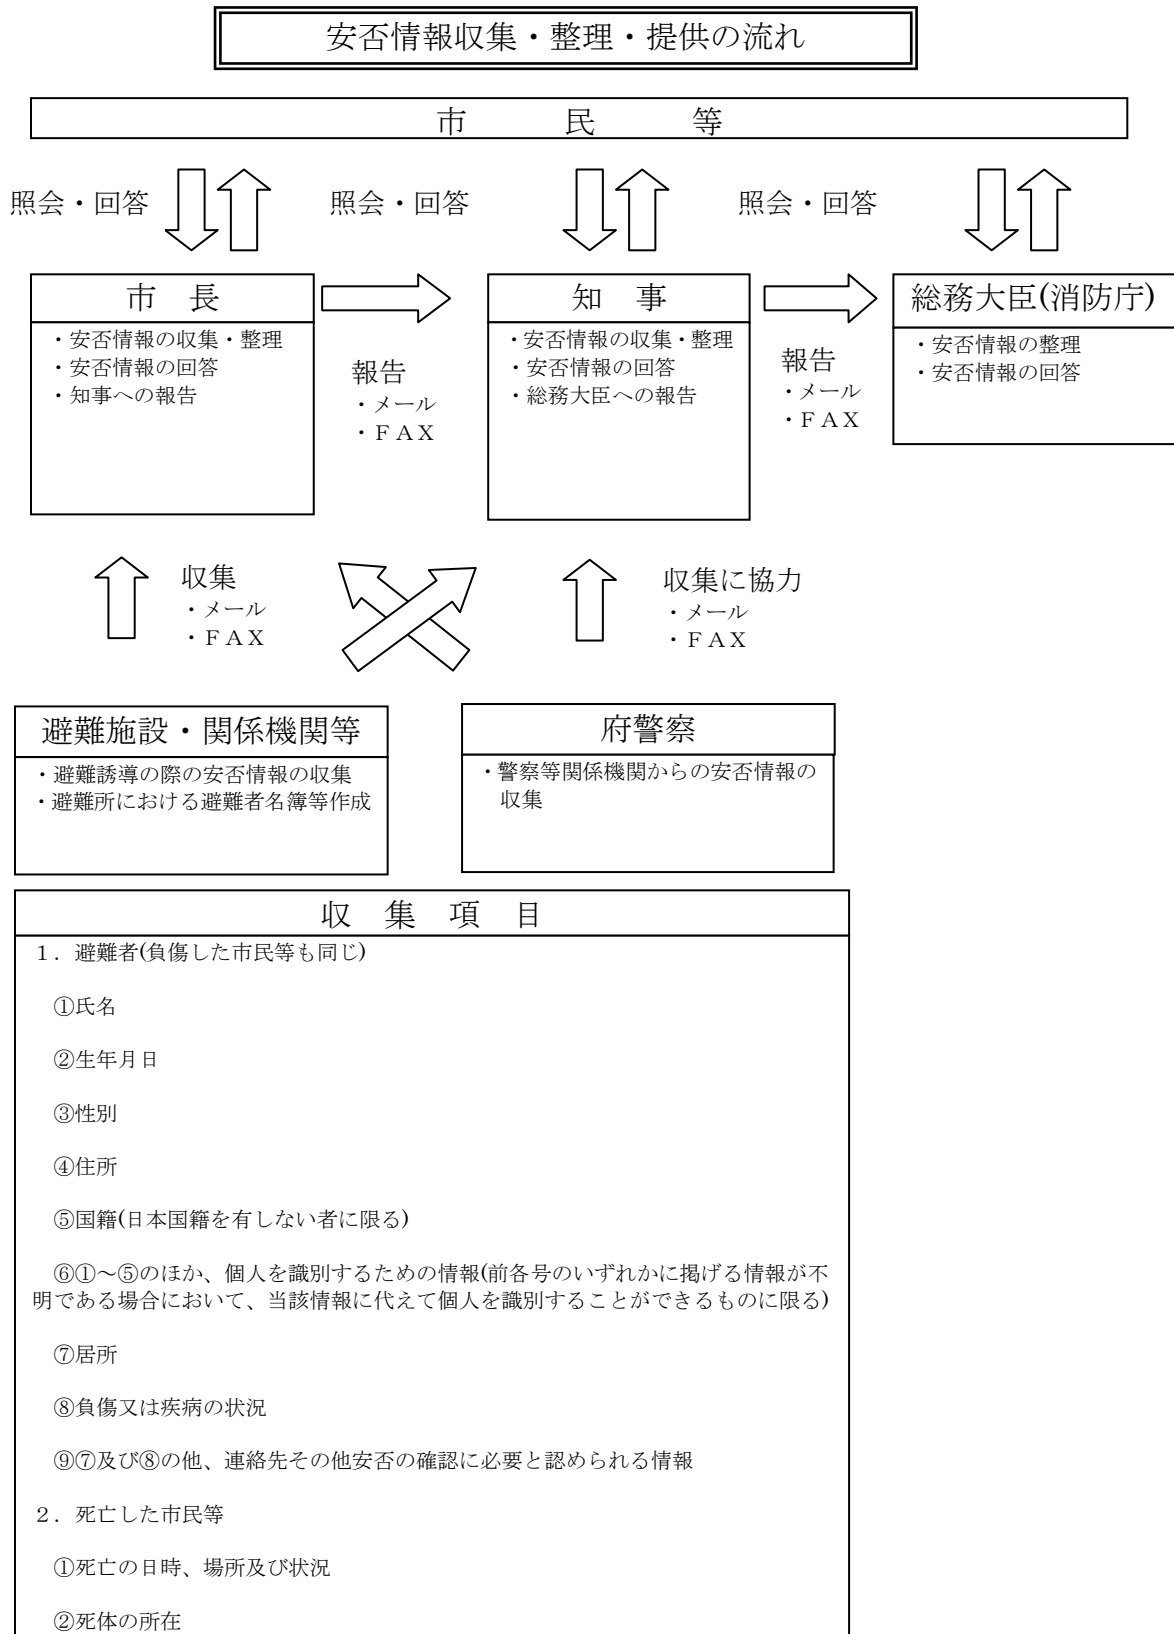 安否情報収集・整理・提供の流れ
市　民　等
照会・回答
照会・回答
照会・回答
市　長
・安否情報の収集・整理
・安否情報の回答
・知事への報告
報告
・メール
・ＦＡＸ
知　事
・安否情報の収集・整理
・安否情報の回答
・総務大臣への報告
報告
・メール
・ＦＡＸ
総務大臣(消防庁)
・安否情報の整理
・安否情報の回答
収集
・メール
・ＦＡＸ
収集に協力
・メール
・ＦＡＸ
避難施設・関係機関等
・避難誘導の際の安否情報の収集
・避難所における避難者名簿等作成
府警察
・警察等関係機関からの安否情報の
収集
収　集　項　目
１．避難者(負傷した市民等も同じ)
①氏名
②生年月日
③性別
④住所
⑤国籍(日本国籍を有しない者に限る)
⑥①～⑤のほか、個人を識別するための情報(前各号のいずれかに掲げる情報が不
明である場合において、当該情報に代えて個人を識別することができるものに限る)
⑦居所
⑧負傷又は疾病の状況
⑨⑦及び⑧の他、連絡先その他安否の確認に必要と認められる情報
２．死亡した市民等
①死亡の日時、場所及び状況
②死体の所在